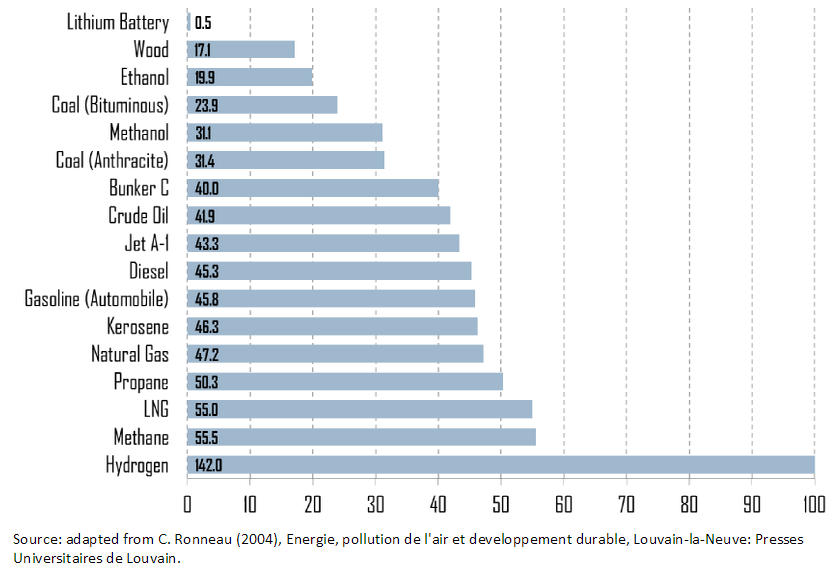 Lithium Battery 0.5
Wood 17.1
Ethanol 19.9
Coal (Bituminous) 23.9
Methanol 31.1
Coal (Anthracite) 31.4
Bunker C 40.0
Crude Oil 41.9
Jet A-1 43.3
Diesel 45.3
Gasoline (Automobile) 45.8
Kerosene 46.3
Natural Gas 47.2
Propane 50.3
LNG 55.0
Methane 55.5
Hydrogen 142.0
0 10 20 30 40 50 60 70 80 90 100
Source: adapted from C. Ronneau (2004), Energie, pollution de l'air et developpement durable, Louvain-la-Neuve: Presses
Universitaires de Louvain.